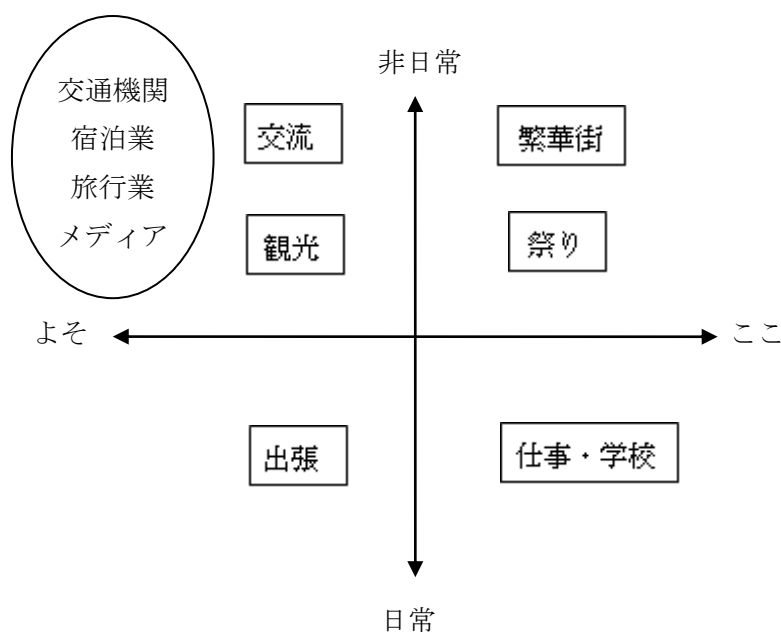 非日常
交通機関
宿泊業
旅行業
メディア
交流
繁華街
観光
祭り
よそ
ここ
出張
仕事・学校
日常